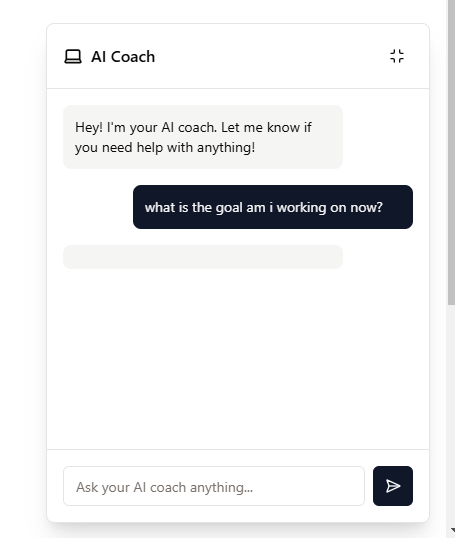 AI Coach
Hey! I'm your AI coach. Let me know if
you need help with anything!
what is the goal am i working on now?
Ask your AI coach anything...